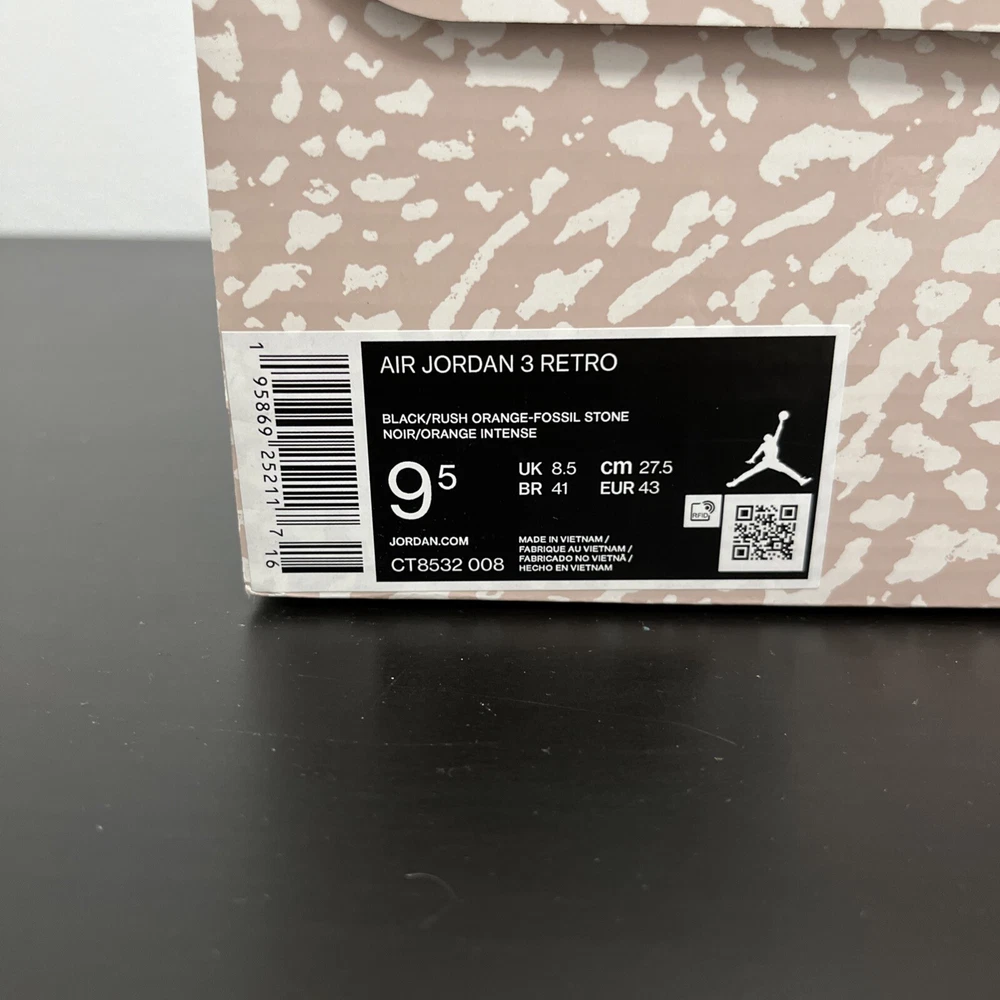 AIR JORDAN 3 RETRO
BLACK/RUSH ORANGE-FOSSIL STONE
NOIR/ORANGE INTENSE
9 5
UK 8.5 cm 27.5
BR 41 EUR 43
RFID
JORDAN.COM
CT8532 008
MADE IN VIETNAM /
FABRIQUE AU VIETNAM /
FABRICADO NO VIETNÃ /
HECHO EN VIETNAM
1 95869 25211 7 16